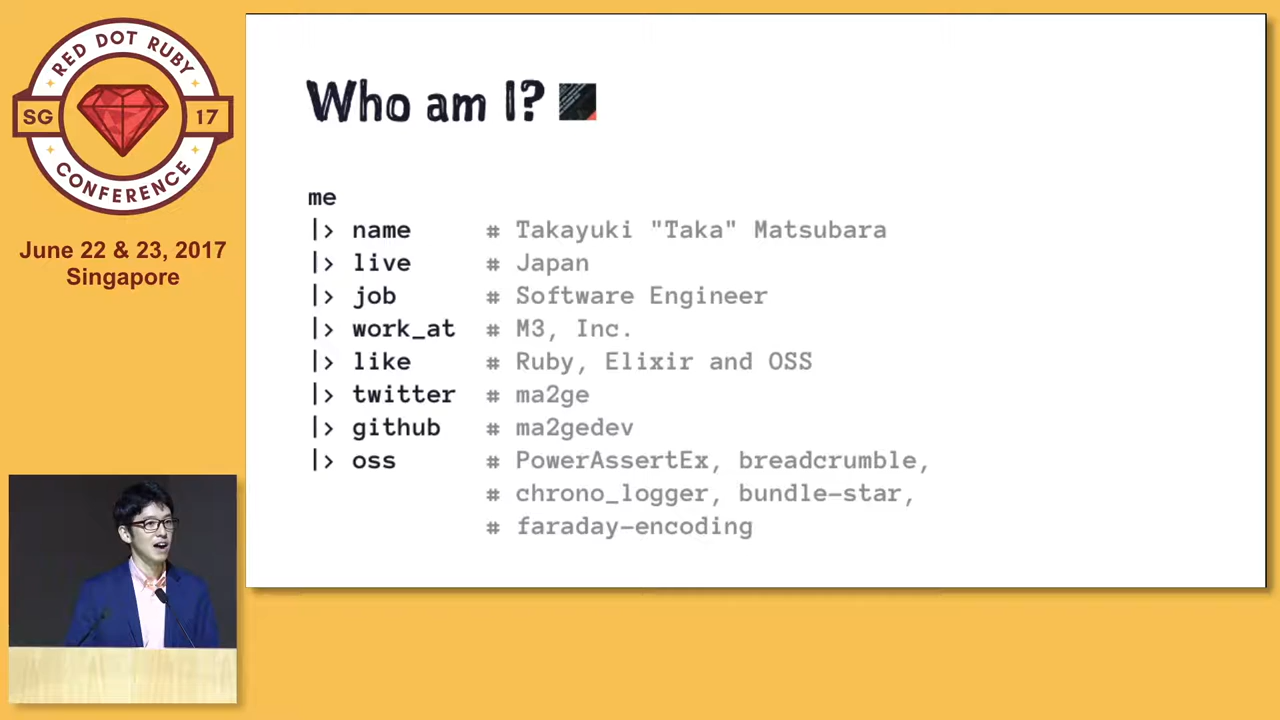 RED DOT RUBY
SG 17
CONFERENCE
June 22 & 23, 2017
Singapore
Who am I?
me
|> name # Takayuki "Taka" Matsubara
|> live # Japan
|> job # Software Engineer
|> work_at # M3, Inc.
|> like # Ruby, Elixir and OSS
|> twitter # ma2ge
|> github # ma2gedev
|> oss # PowerAssertEx, breadcrumble,
# chrono_logger, bundle-star,
# faraday-encoding